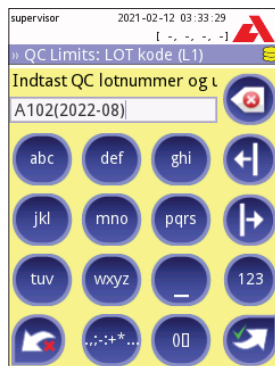 supervisor 2021-02-12 03:33:29
[ -, -, -, -]
» QC Limits: LOT kode (L1)
Indtast QC lotnummer og u
A102(2022-08)
abc def ghi
jkl mno pqrs
tuv wxyz _ 123
.,;-:+*... 0▯